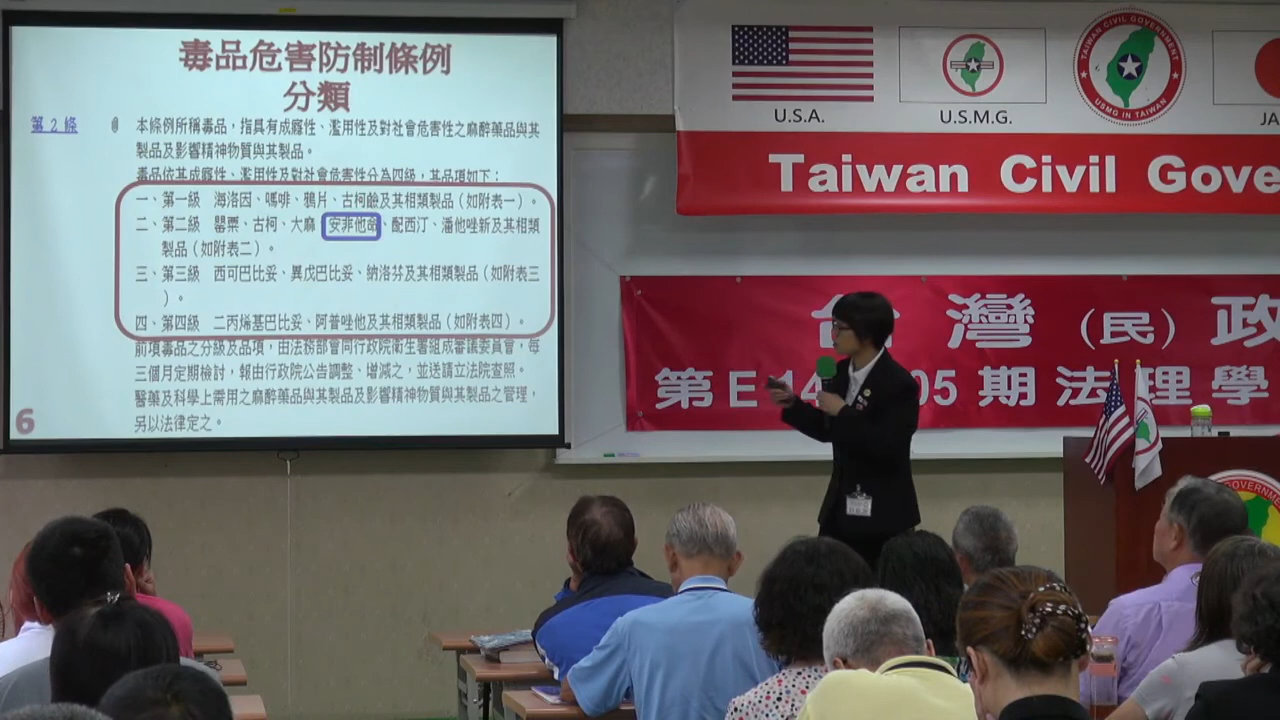 毒品危害防制條例
分類
第 2 條
本條例所稱毒品，指具有成癮性、濫用性及對社會危害性之麻醉藥品與其
製品及影響精神物質與其製品。
毒品依其成癮性、濫用性及對社會危害性分為四級，其品項如下：
一、第一級 海洛因、嗎啡、鴉片、古柯鹼及其相類製品（如附表一）。
二、第二級 罌粟、古柯、大麻 安非他命、配西汀、潘他唑新及其相類
製品（如附表二）。
三、第三級 西可巴比妥、異戊巴比妥、納洛芬及其相類製品（如附表三
）。
四、第四級 二丙烯基巴比妥、阿普唑他及其相類製品（如附表四）。
前項毒品之分級及品項，由法務部會同行政院衛生署組成審議委員會，每
三個月定期檢討，報由行政院公告調整、增減之，並送請立法院查照。
醫藥及科學上需用之麻醉藥品與其製品及影響精神物質與其製品之管理，
另以法律定之。
6
U.S.A.
U.S.M.G.
TAIWAN CIVIL GOVERNMENT
USMG IN TAIWAN
JA
Taiwan Civil Gove
台灣（民）政
第 E 14 05 期 法 理 學
GOVERNMEN